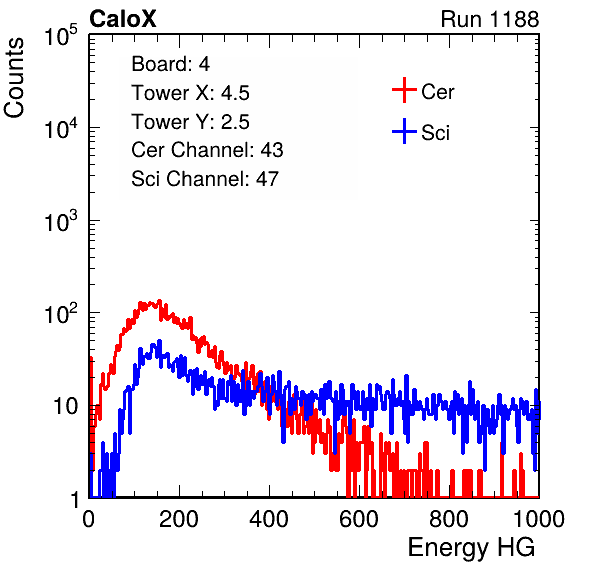 CaloX Run 1188
Counts
10^5
10^4
10^3
10^2
10
1
Board: 4
Tower X: 4.5
Tower Y: 2.5
Cer Channel: 43
Sci Channel: 47
Cer
Sci
0 200 400 600 800 1000
Energy HG